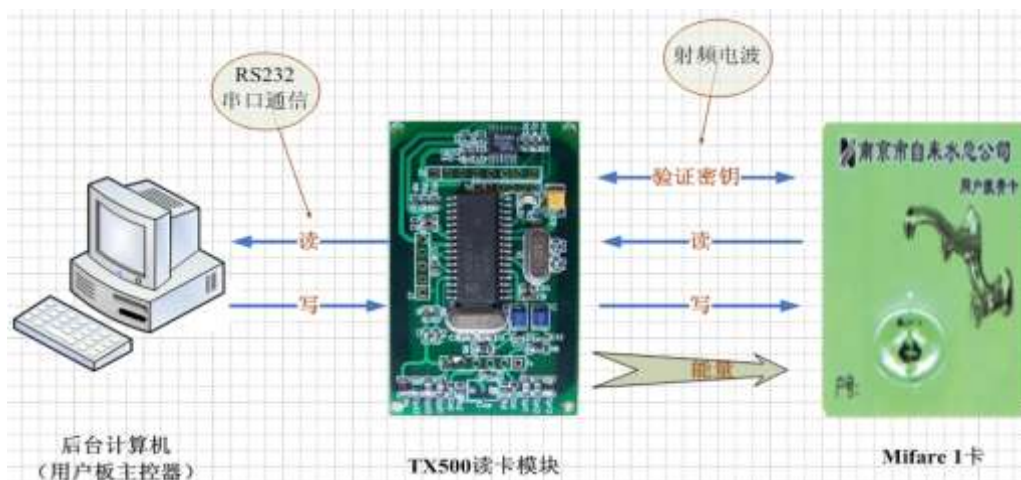 RS232
串口通信
射频电波
南京市自来水总公司
用户缴费卡
验证密钥
读
读
写
写
能量
户号:
后台计算机
(用户板主控器)
TX500读卡模块
Mifare 1卡